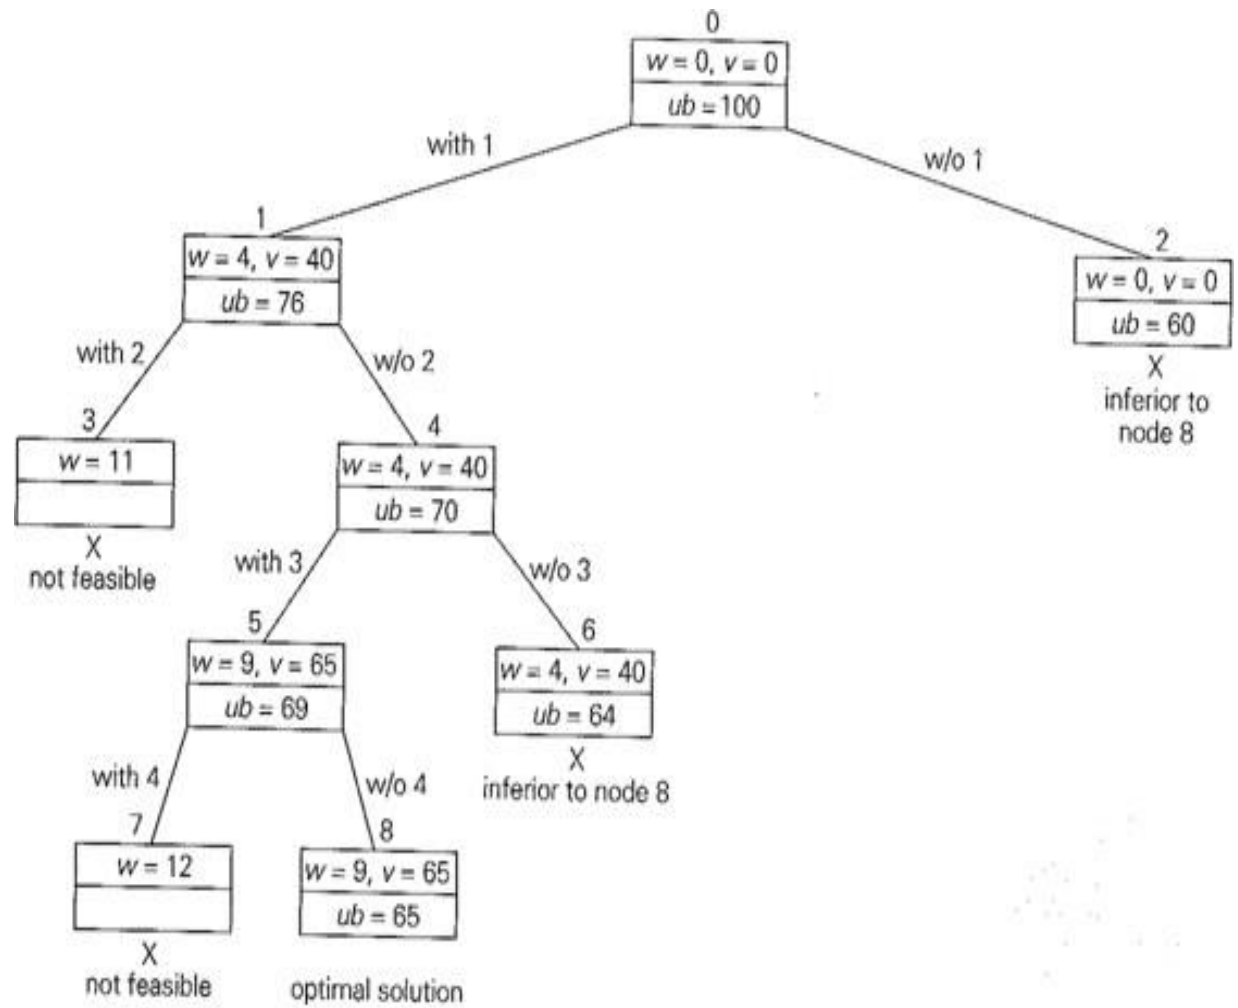 0
w = 0, v = 0
ub = 100
with 1
w/o 1
1
w = 4, v = 40
ub = 76
2
w = 0, v = 0
ub = 60
X
inferior to
node 8
with 2
w/o 2
3
w = 11
X
not feasible
4
w = 4, v = 40
ub = 70
with 3
w/o 3
5
w = 9, v = 65
ub = 69
6
w = 4, v = 40
ub = 64
X
inferior to node 8
with 4
w/o 4
7
w = 12
X
not feasible
8
w = 9, v = 65
ub = 65
optimal solution